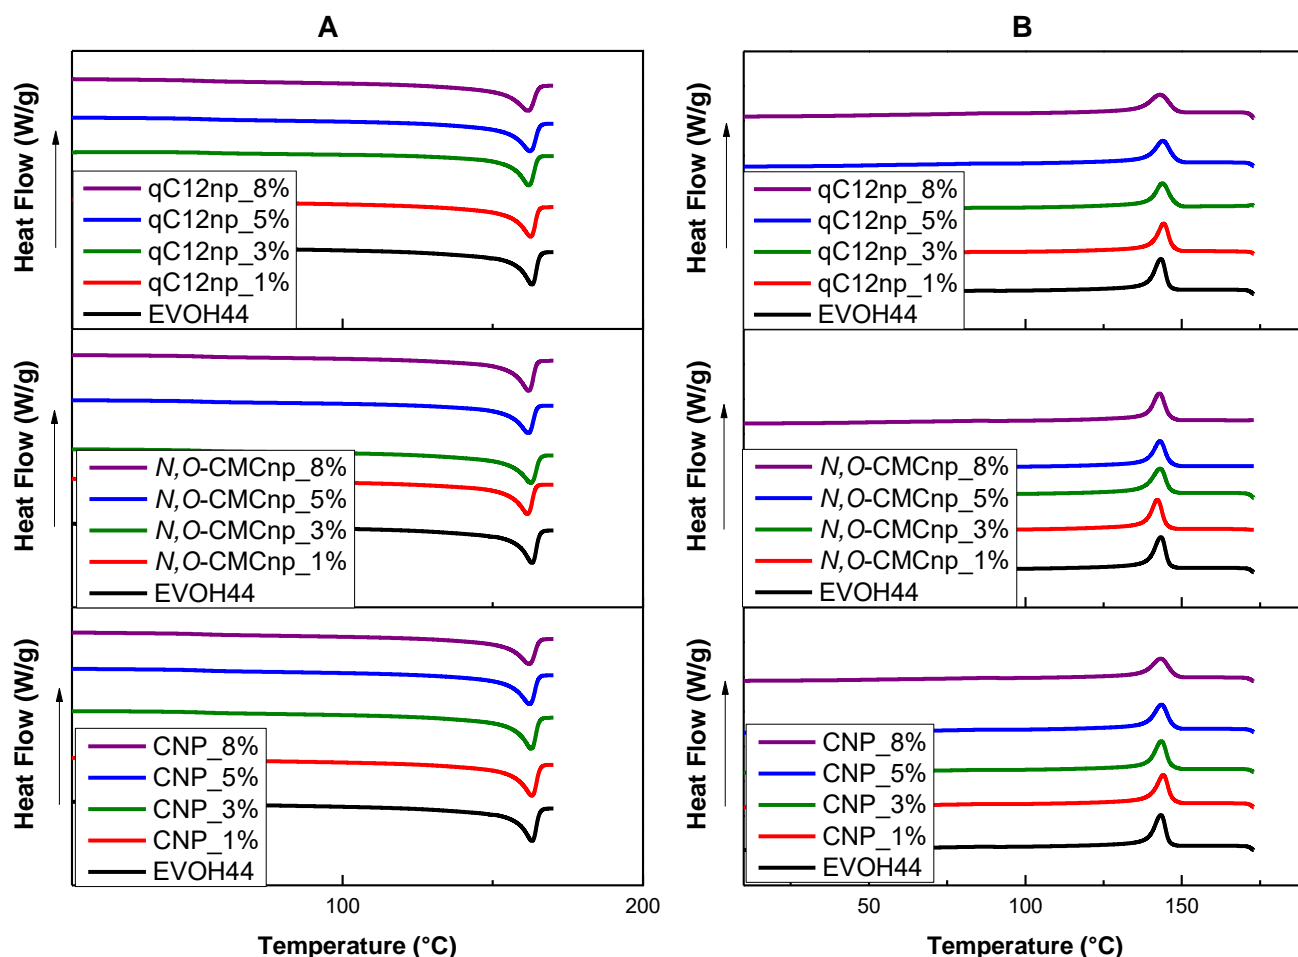 A
B
Heat Flow (W/g)
qC12np_8%
qC12np_5%
qC12np_3%
qC12np_1%
EVOH44
Heat Flow (W/g)
qC12np_8%
qC12np_5%
qC12np_3%
qC12np_1%
EVOH44
Heat Flow (W/g)
N,O-CMCnp_8%
N,O-CMCnp_5%
N,O-CMCnp_3%
N,O-CMCnp_1%
EVOH44
Heat Flow (W/g)
N,O-CMCnp_8%
N,O-CMCnp_5%
N,O-CMCnp_3%
N,O-CMCnp_1%
EVOH44
Heat Flow (W/g)
CNP_8%
CNP_5%
CNP_3%
CNP_1%
EVOH44
100
200
Temperature (°C)
Heat Flow (W/g)
CNP_8%
CNP_5%
CNP_3%
CNP_1%
EVOH44
50
100
150
Temperature (°C)